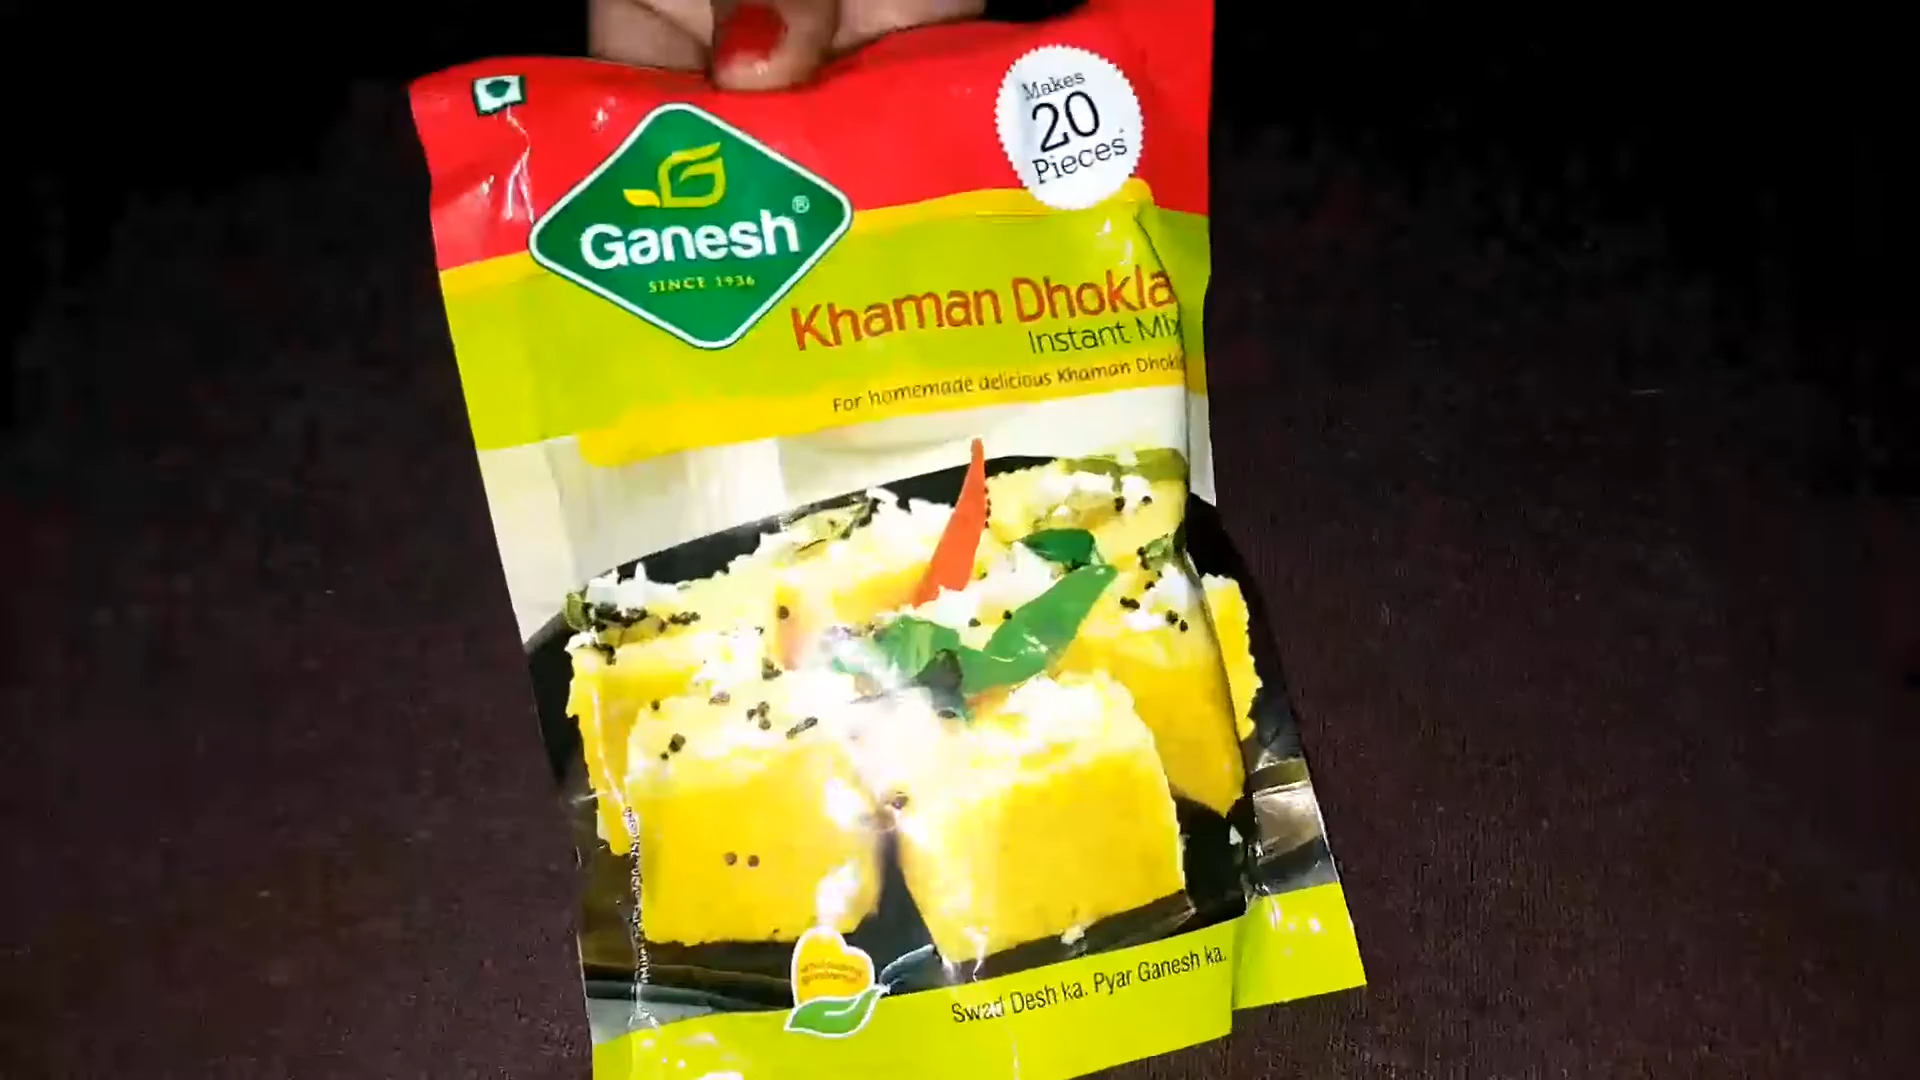 Makes
20
Pieces
Ganesh®
SINCE 1936
Khaman Dhokla
Instant Mix
For homemade delicious Khaman Dhokla
Swad Desh ka. Pyar Ganesh ka.